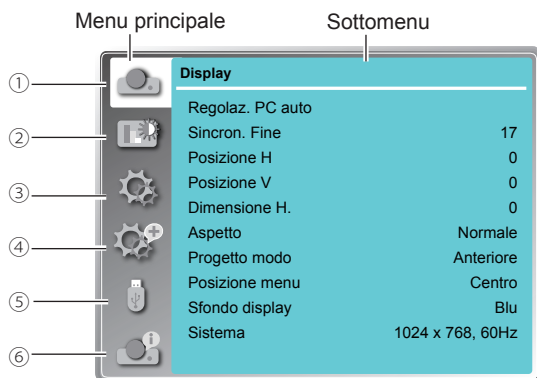 Menu principale Sottomenu
① Display
Regolaz. PC auto
② Sincron. Fine 17
Posizione H 0
③ Posizione V 0
Dimensione H. 0
④ Aspetto Normale
Progetto modo Anteriore
⑤ Posizione menu Centro
Sfondo display Blu
⑥ Sistema 1024 x 768, 60Hz